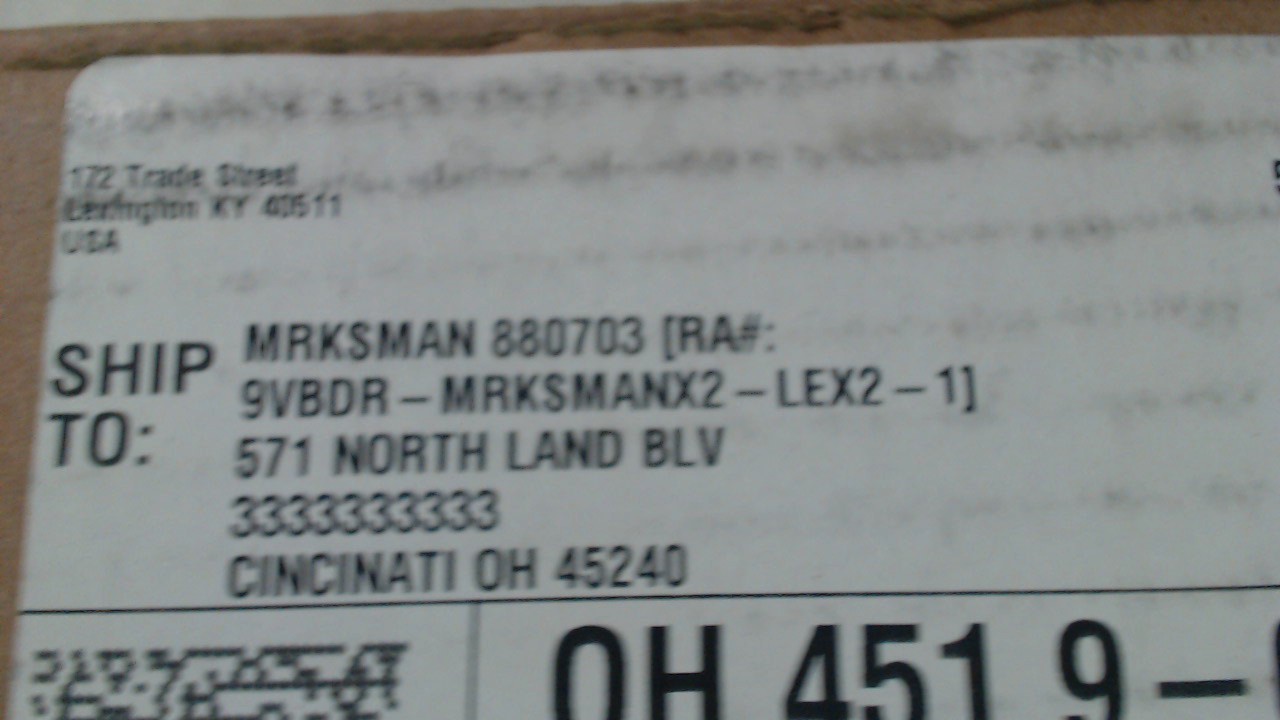 172 Trade Street
Lexington KY 40511
USA
SHIP TO:
MRKSMAN 880703 [RA#:
9VBDR-MRKSMANX2-LEX2-1]
571 NORTH LAND BLV
3333333333
CINCINATI OH 45240
OH 451 9-